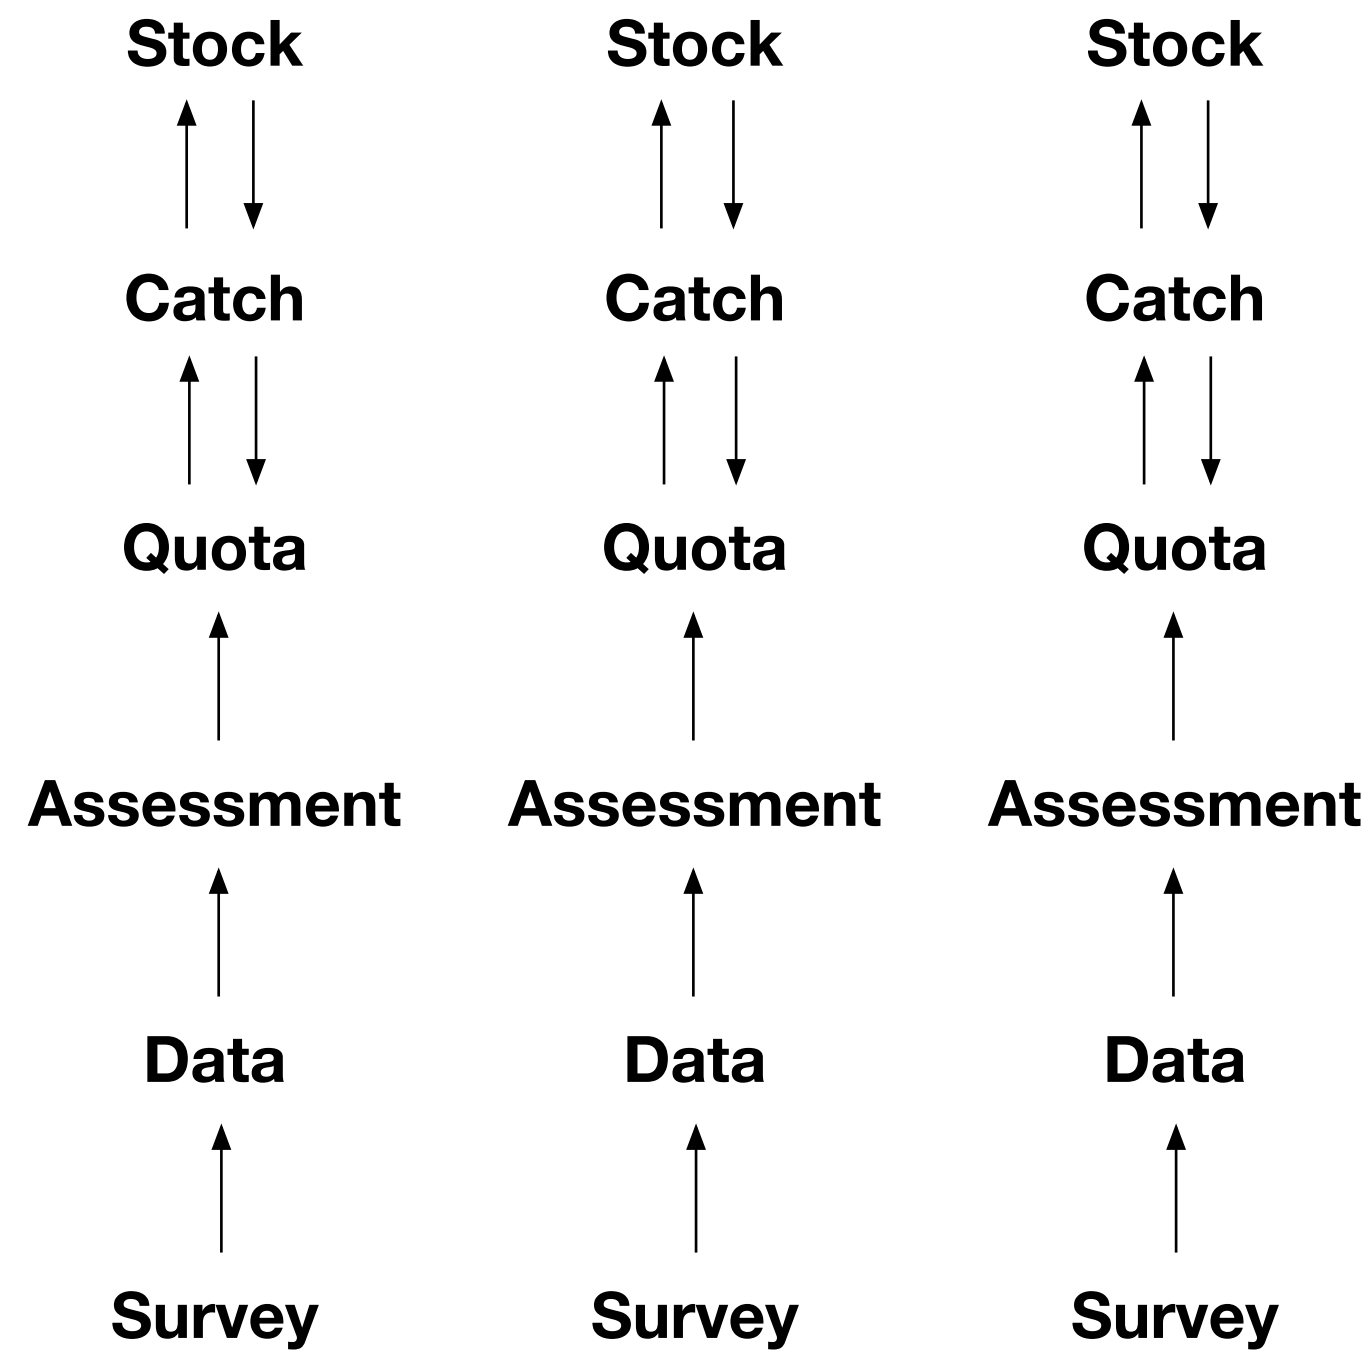 Stock Stock Stock
Catch Catch Catch
Quota Quota Quota
Assessment Assessment Assessment
Data Data Data
Survey Survey Survey